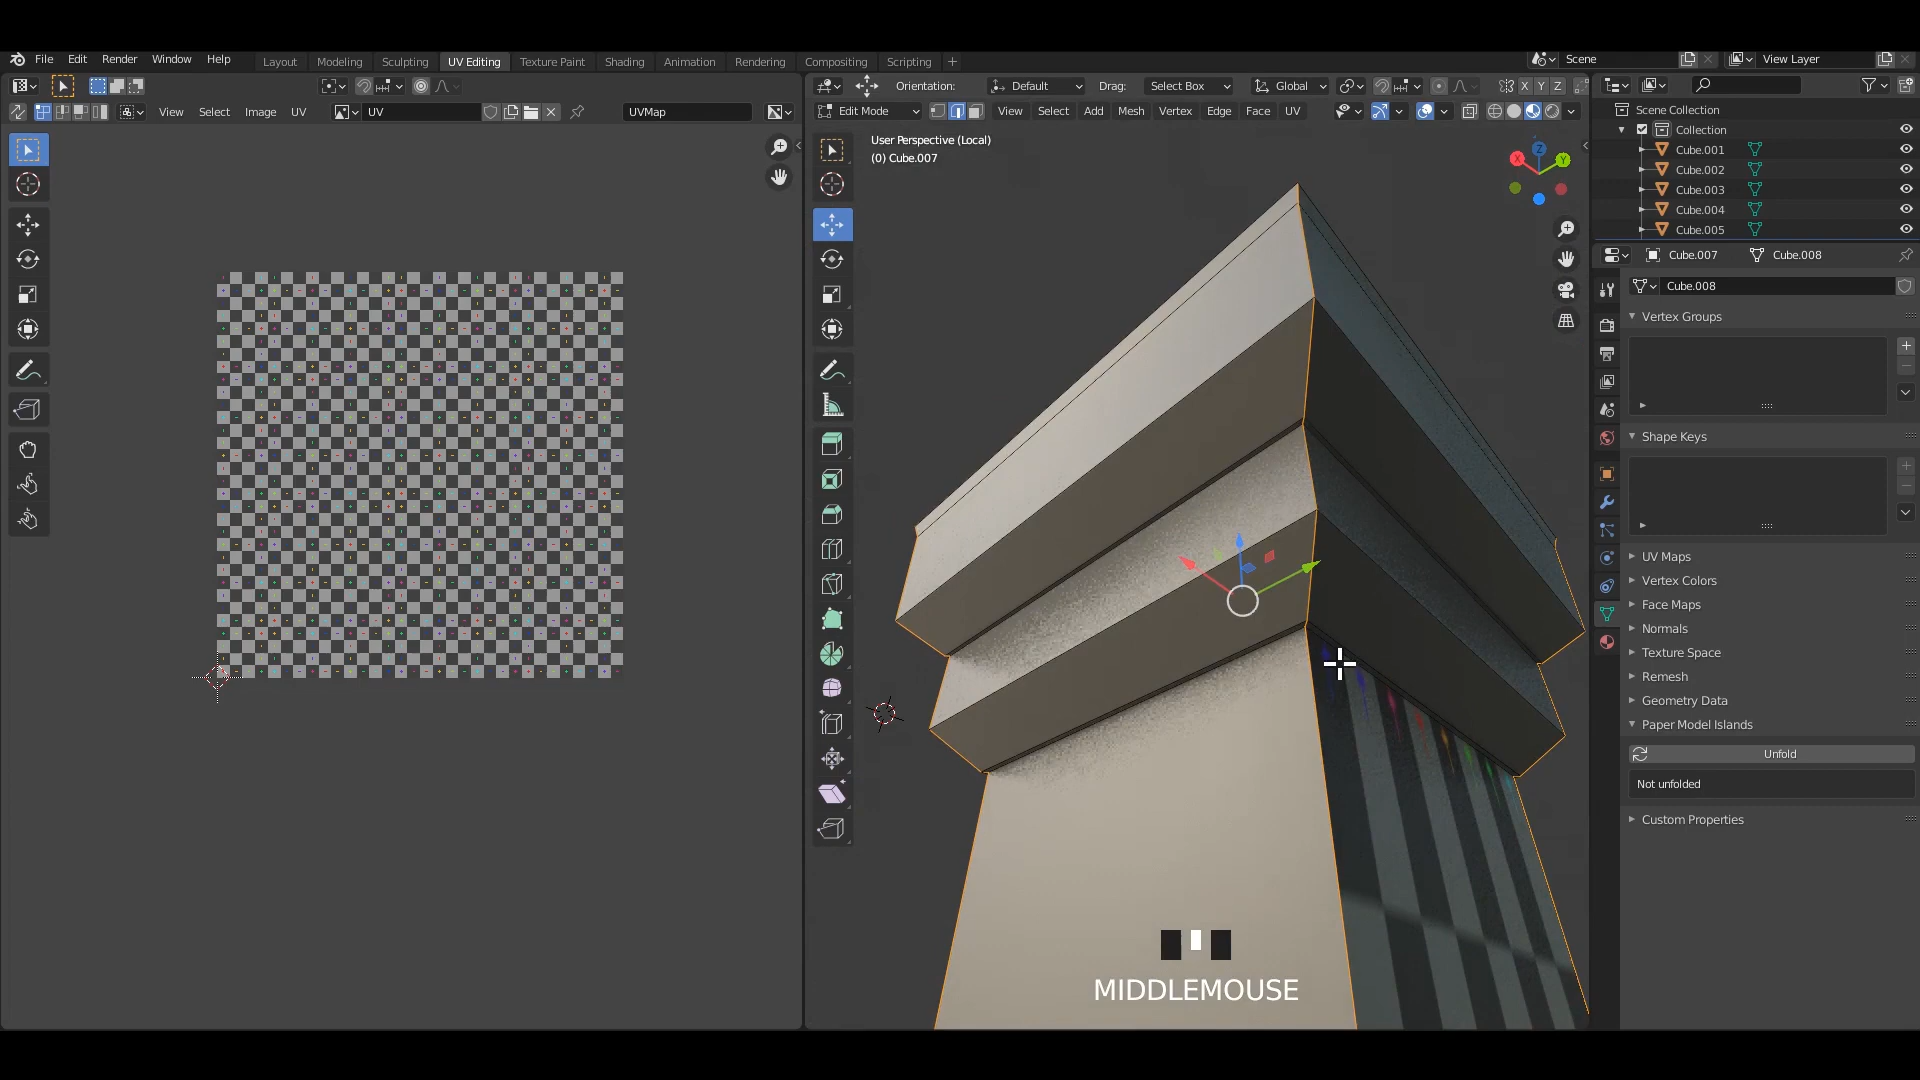 File Edit Render Window Help
Layout Modeling Sculpting UV Editing Texture Paint Shading Animation Rendering Compositing Scripting +
Scene
View Layer
Orientation: Default Drag: Select Box Global
X Y Z
View Select Image UV
UV
UVMap
Edit Mode
View Select Add Mesh Vertex Edge Face UV
User Perspective (Local)
(0) Cube.007
X Y Z
Scene Collection
Collection
Cube.001
Cube.002
Cube.003
Cube.004
Cube.005
Cube.007 Cube.008
Cube.008
Vertex Groups
Shape Keys
UV Maps
Vertex Colors
Face Maps
Normals
Texture Space
Remesh
Geometry Data
Paper Model Islands
Unfold
Not unfolded
Custom Properties
MIDDLEMOUSE